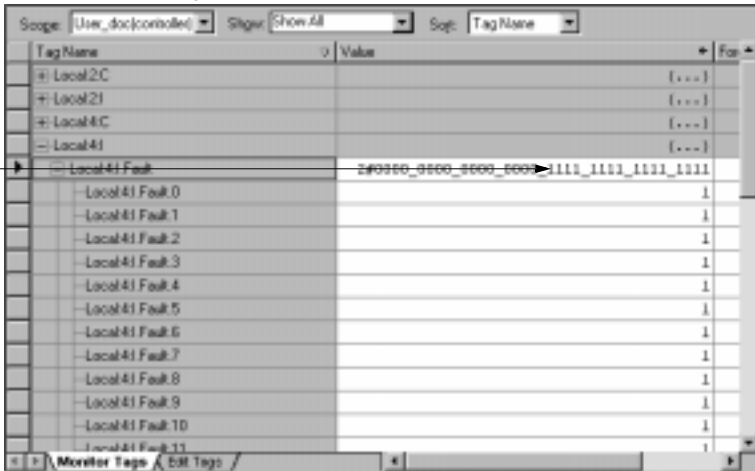 Scope: User_doc(controller) Show: Show All Sort: Tag Name
Tag Name Value
Local:2:C {...}
Local:2:I {...}
Local:4:C {...}
Local:4:I {...}
Local:4:I.Fault 2#0000_0000_0000_0000_1111_1111_1111_1111
Local:4:I.Fault.0 1
Local:4:I.Fault.1 1
Local:4:I.Fault.2 1
Local:4:I.Fault.3 1
Local:4:I.Fault.4 1
Local:4:I.Fault.5 1
Local:4:I.Fault.6 1
Local:4:I.Fault.7 1
Local:4:I.Fault.8 1
Local:4:I.Fault.9 1
Local:4:I.Fault.10 1
Local:4:I.Fault.11 1
Monitor Tags Edit Tags